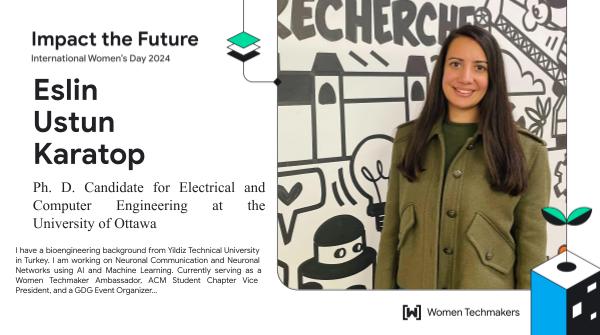 RECHERCHE
Impact the Future
International Women's Day 2024
Eslin
Ustun
Karatop
Ph. D. Candidate for Electrical and
Computer Engineering at the
University of Ottawa
I have a bioengineering background from Yildiz Technical University
in Turkey. I am working on Neuronal Communication and Neuronal
Networks using AI and Machine Learning. Currently serving as a
Women Techmaker Ambassador, ACM Student Chapter Vice
President, and a GDG Event Organizer...
[W] Women Techmakers